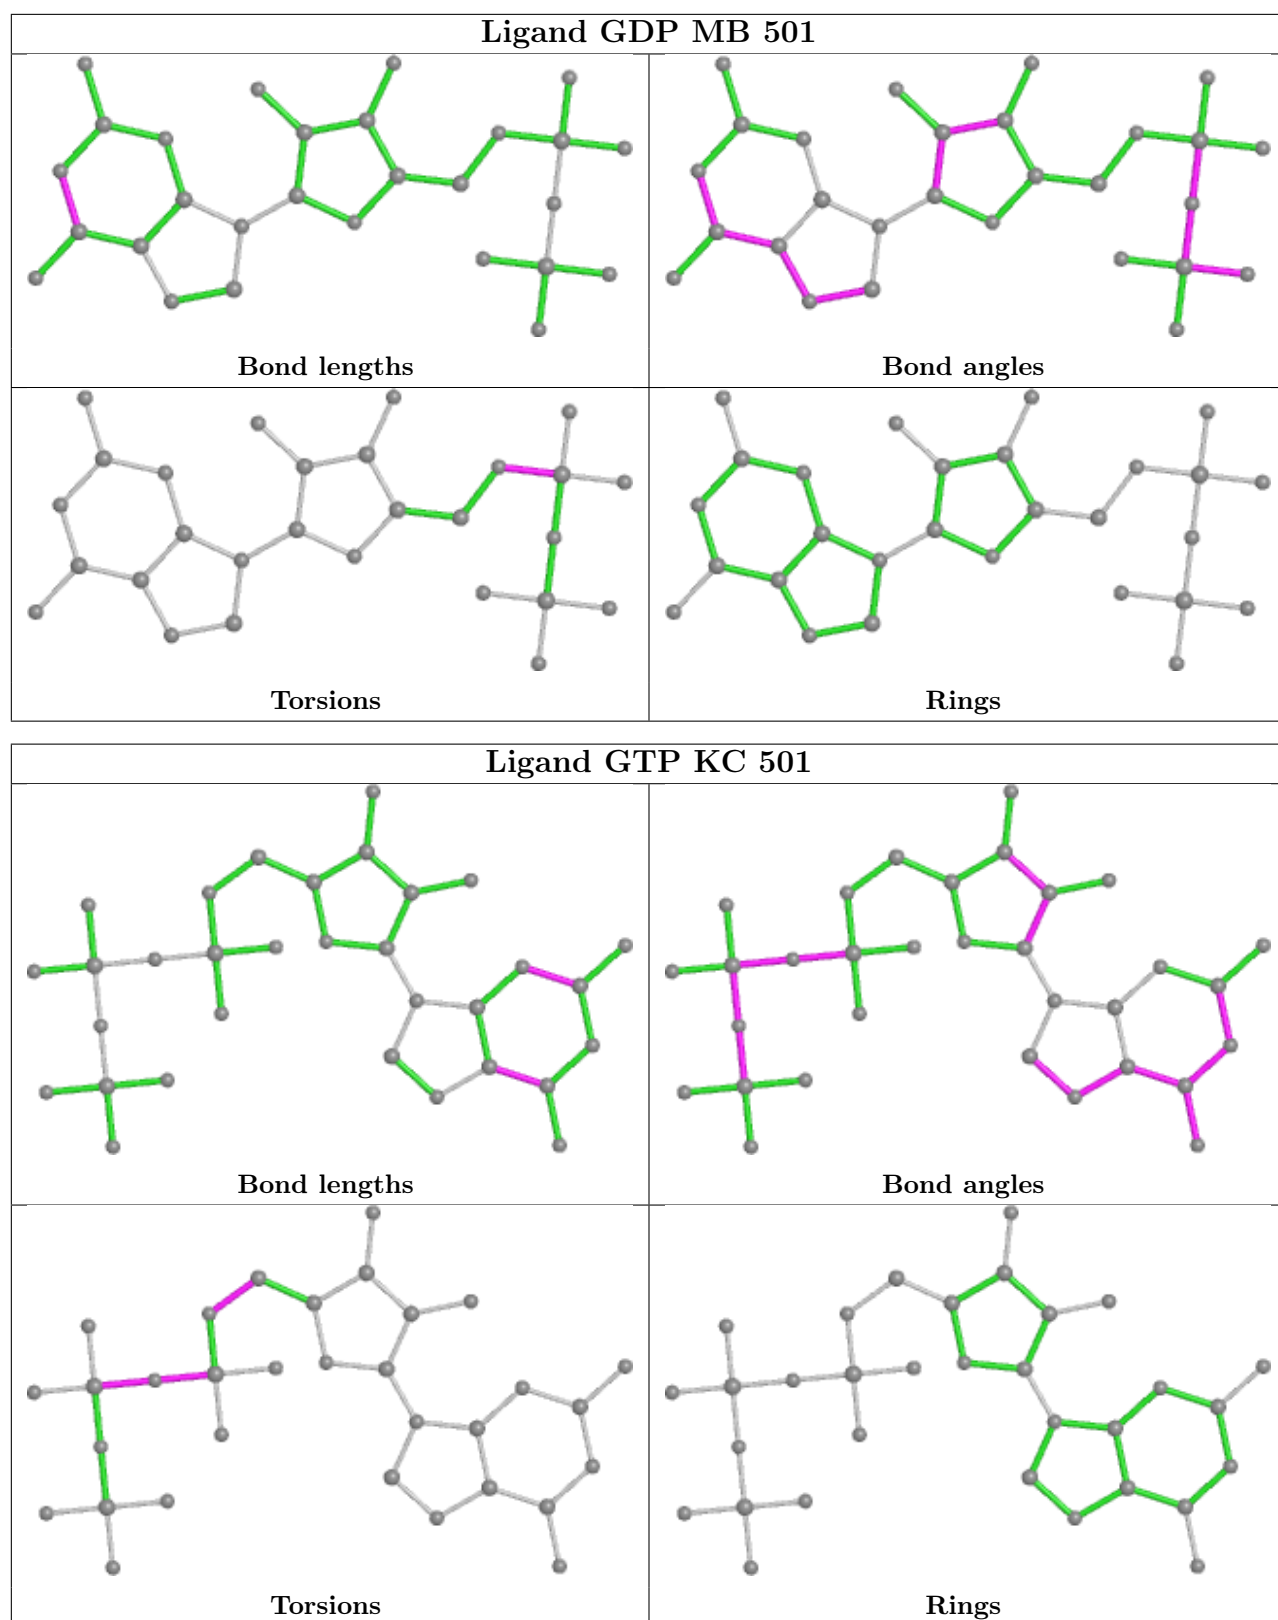 Ligand GDP MB 501
Bond lengths
Bond angles
Torsions
Rings
Ligand GTP KC 501
Bond lengths
Bond angles
Torsions
Rings